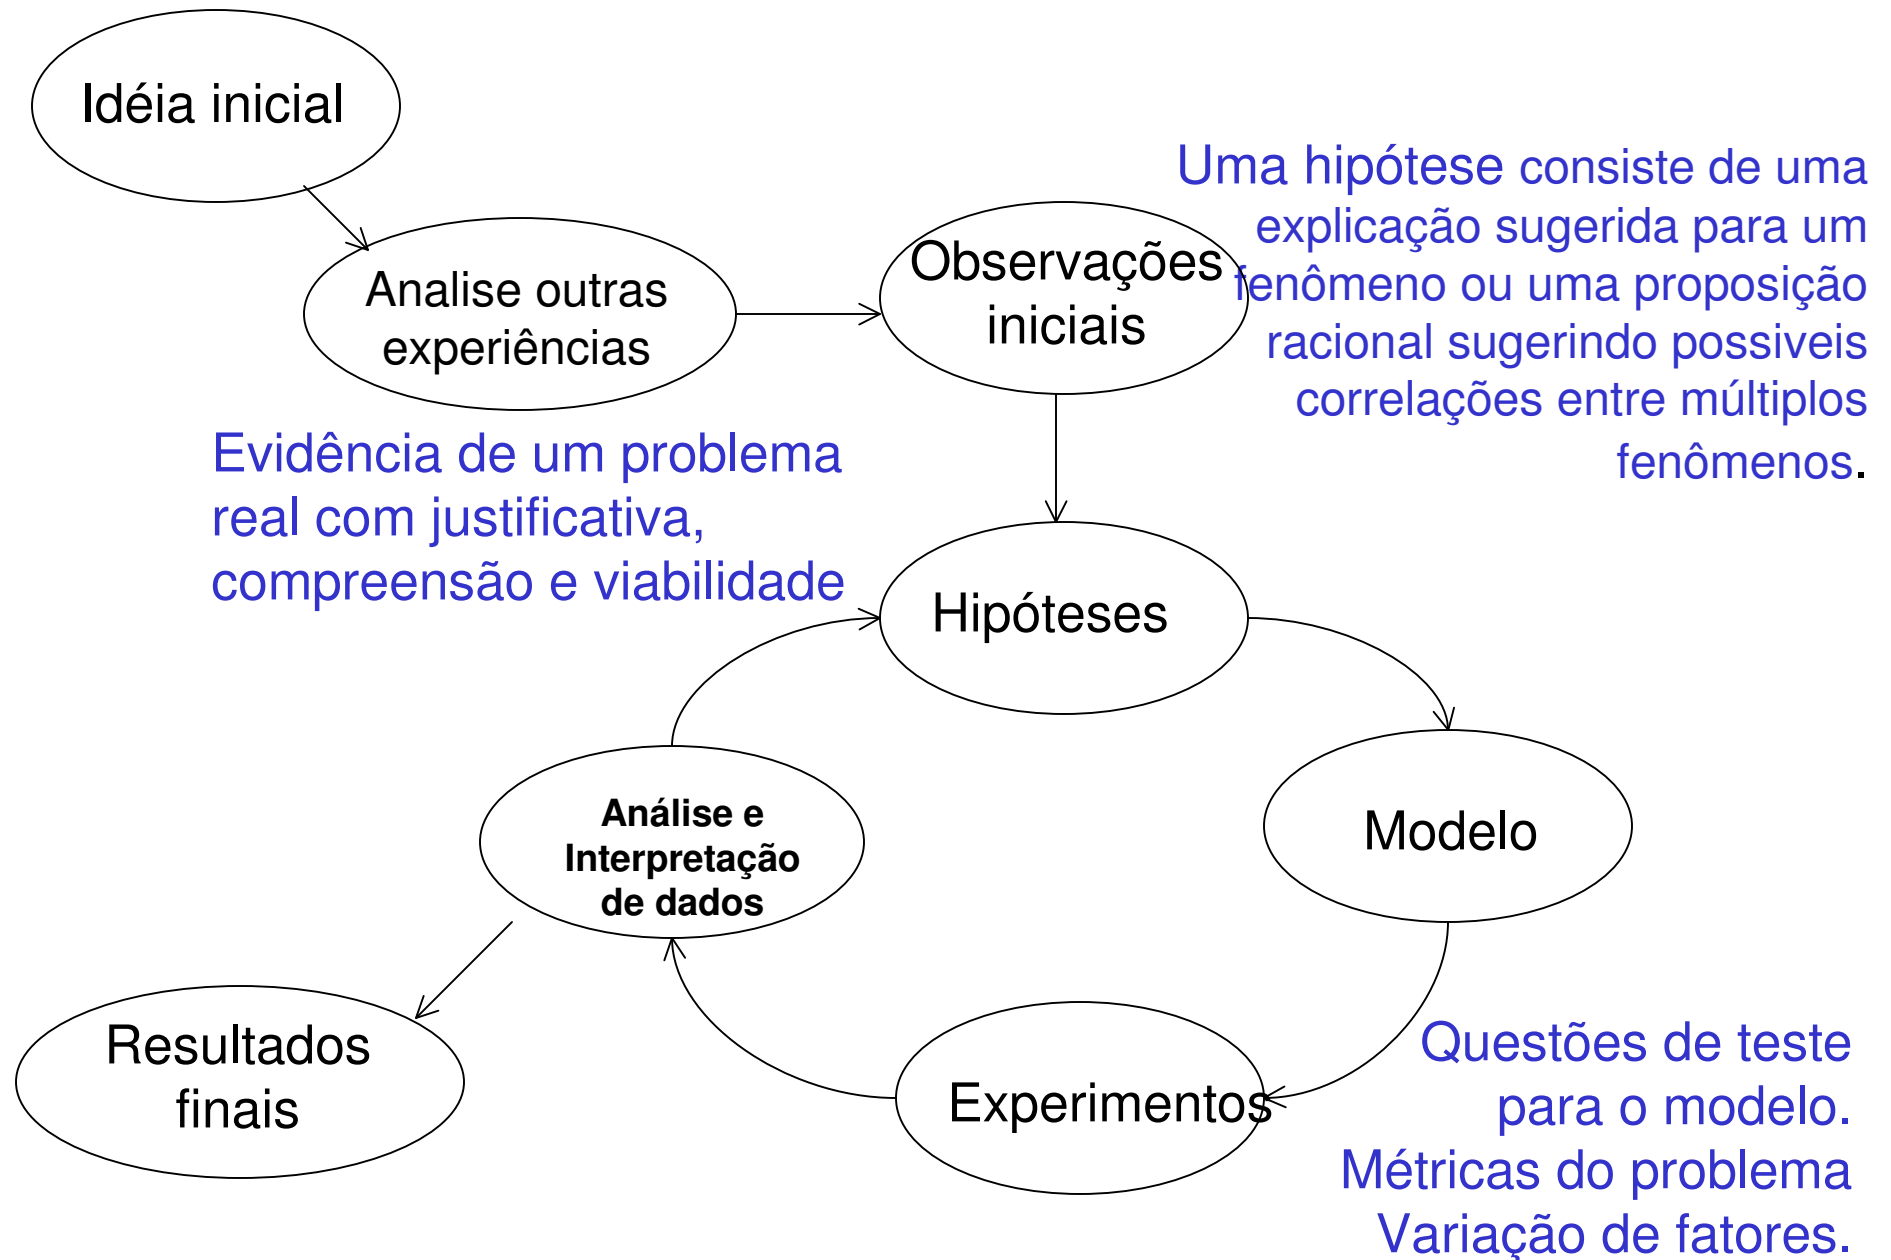 Idéia inicial
Analise outras
experiências
Observações
iniciais
Uma hipótese consiste de uma
explicação sugerida para um
fenômeno ou uma proposição
racional sugerindo possiveis
correlações entre múltiplos
fenômenos.
Evidência de um problema
real com justificativa,
compreensão e viabilidade
Hipóteses
Modelo
Análise e
Interpretação
de dados
Experimentos
Resultados
finais
Questões de teste
para o modelo.
Métricas do problema
Variação de fatores.